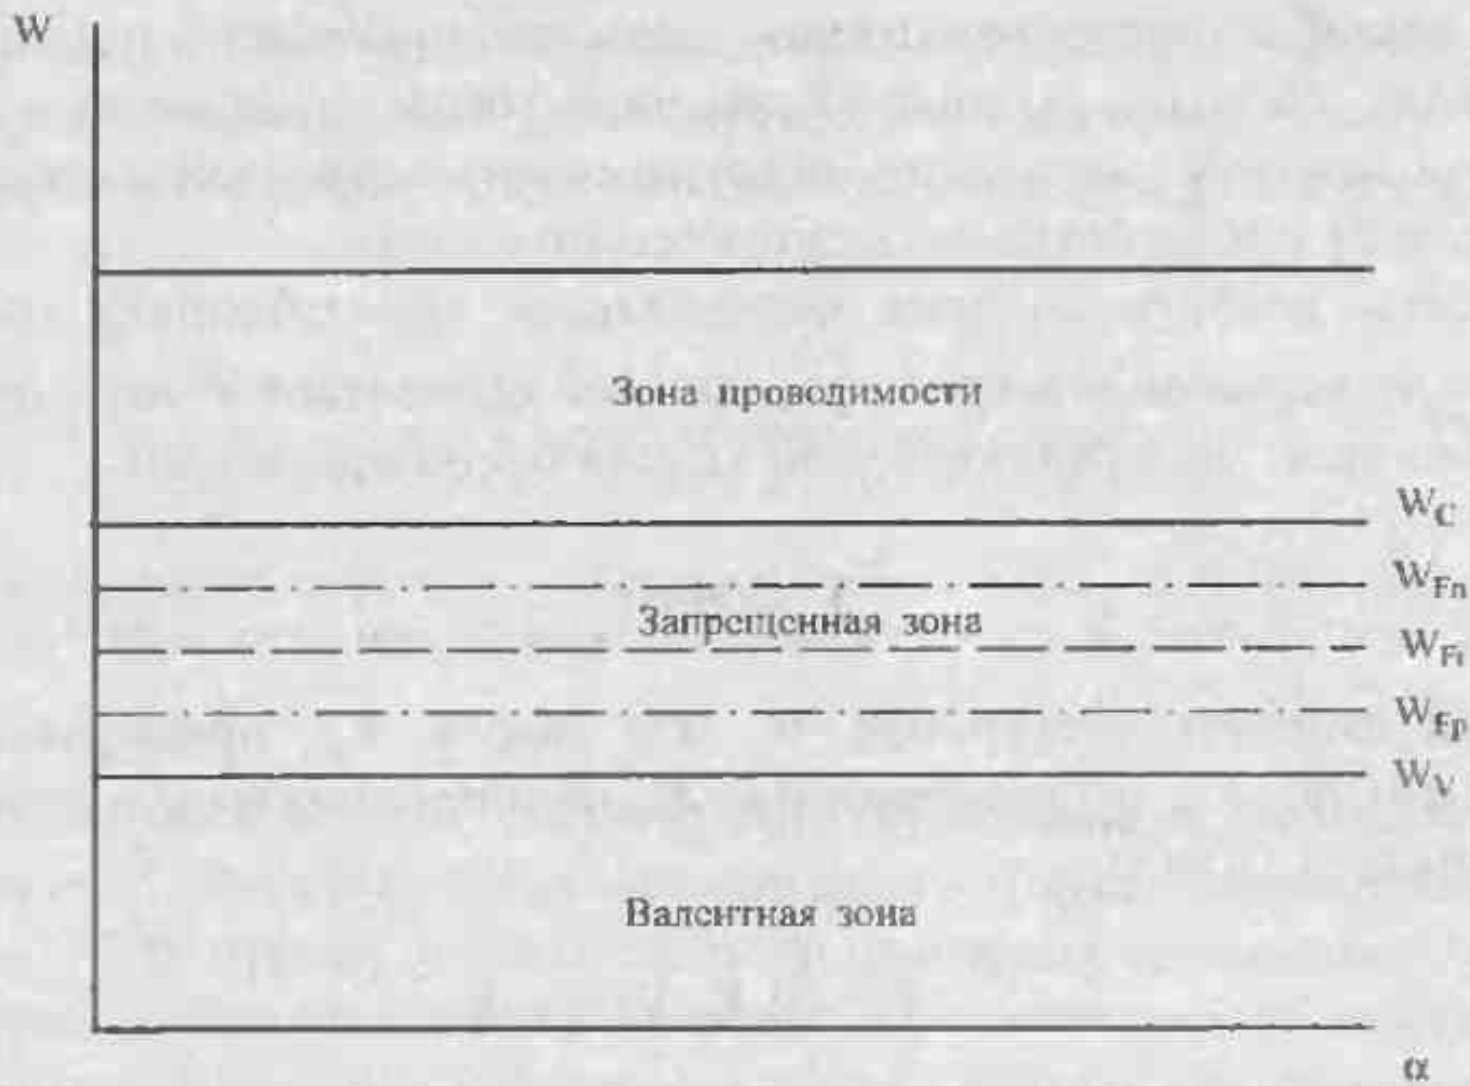 W
Зона проводимости
W_C
W_Fn
Запрещенная зона
W_Fi
W_Fp
W_V
Валентная зона
α